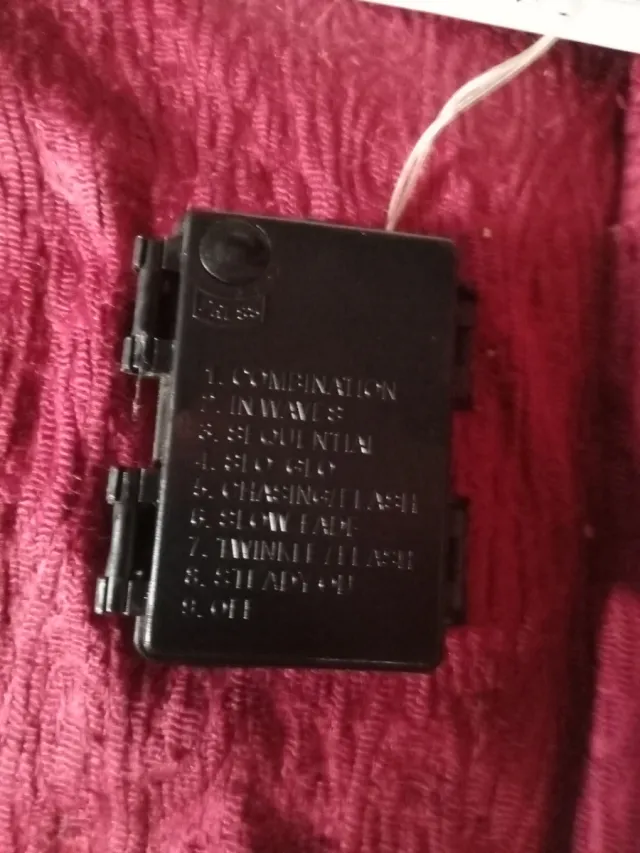 1. COMBINATION
2. IN WAVES
3. SEQUENTIAL
4. SLO-GLO
5. CHASING/FLASH
6. SLOW FADE
7. TWINKLE/FLASH
8. STEADY ON
9. OFF